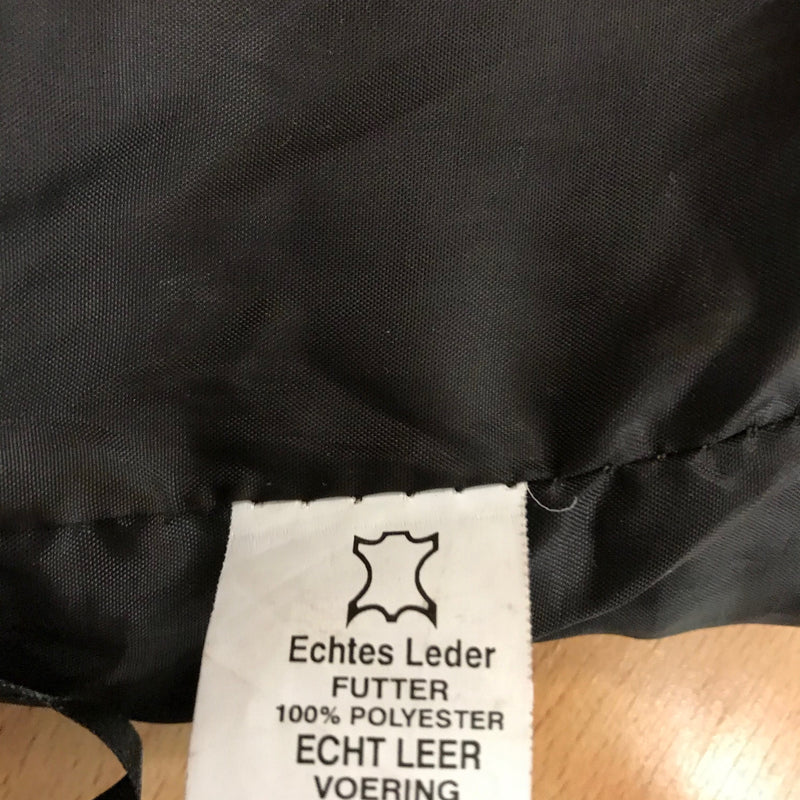 Echtes Leder
FUTTER
100% POLYESTER
ECHT LEER
VOERING